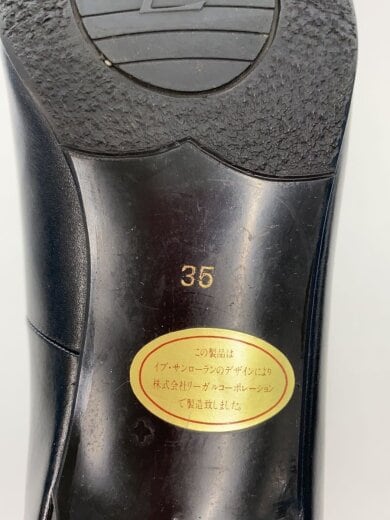 35
この製品は
イブ・サンローランのデザインにより
株式会社リーガルコーポレーション
で製造致しました。